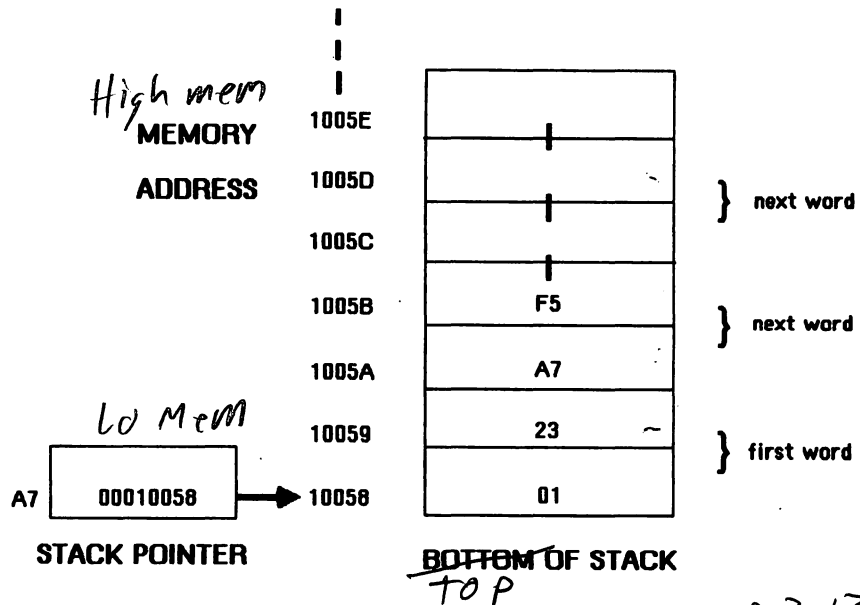 High mem
MEMORY
ADDRESS
1005E
1005D
1005C
1005B F5
1005A A7
Lo Mem
10059 23
A7 00010058 10058 01
} next word
} next word
} first word
STACK POINTER
BOTTOM OF STACK
TOP